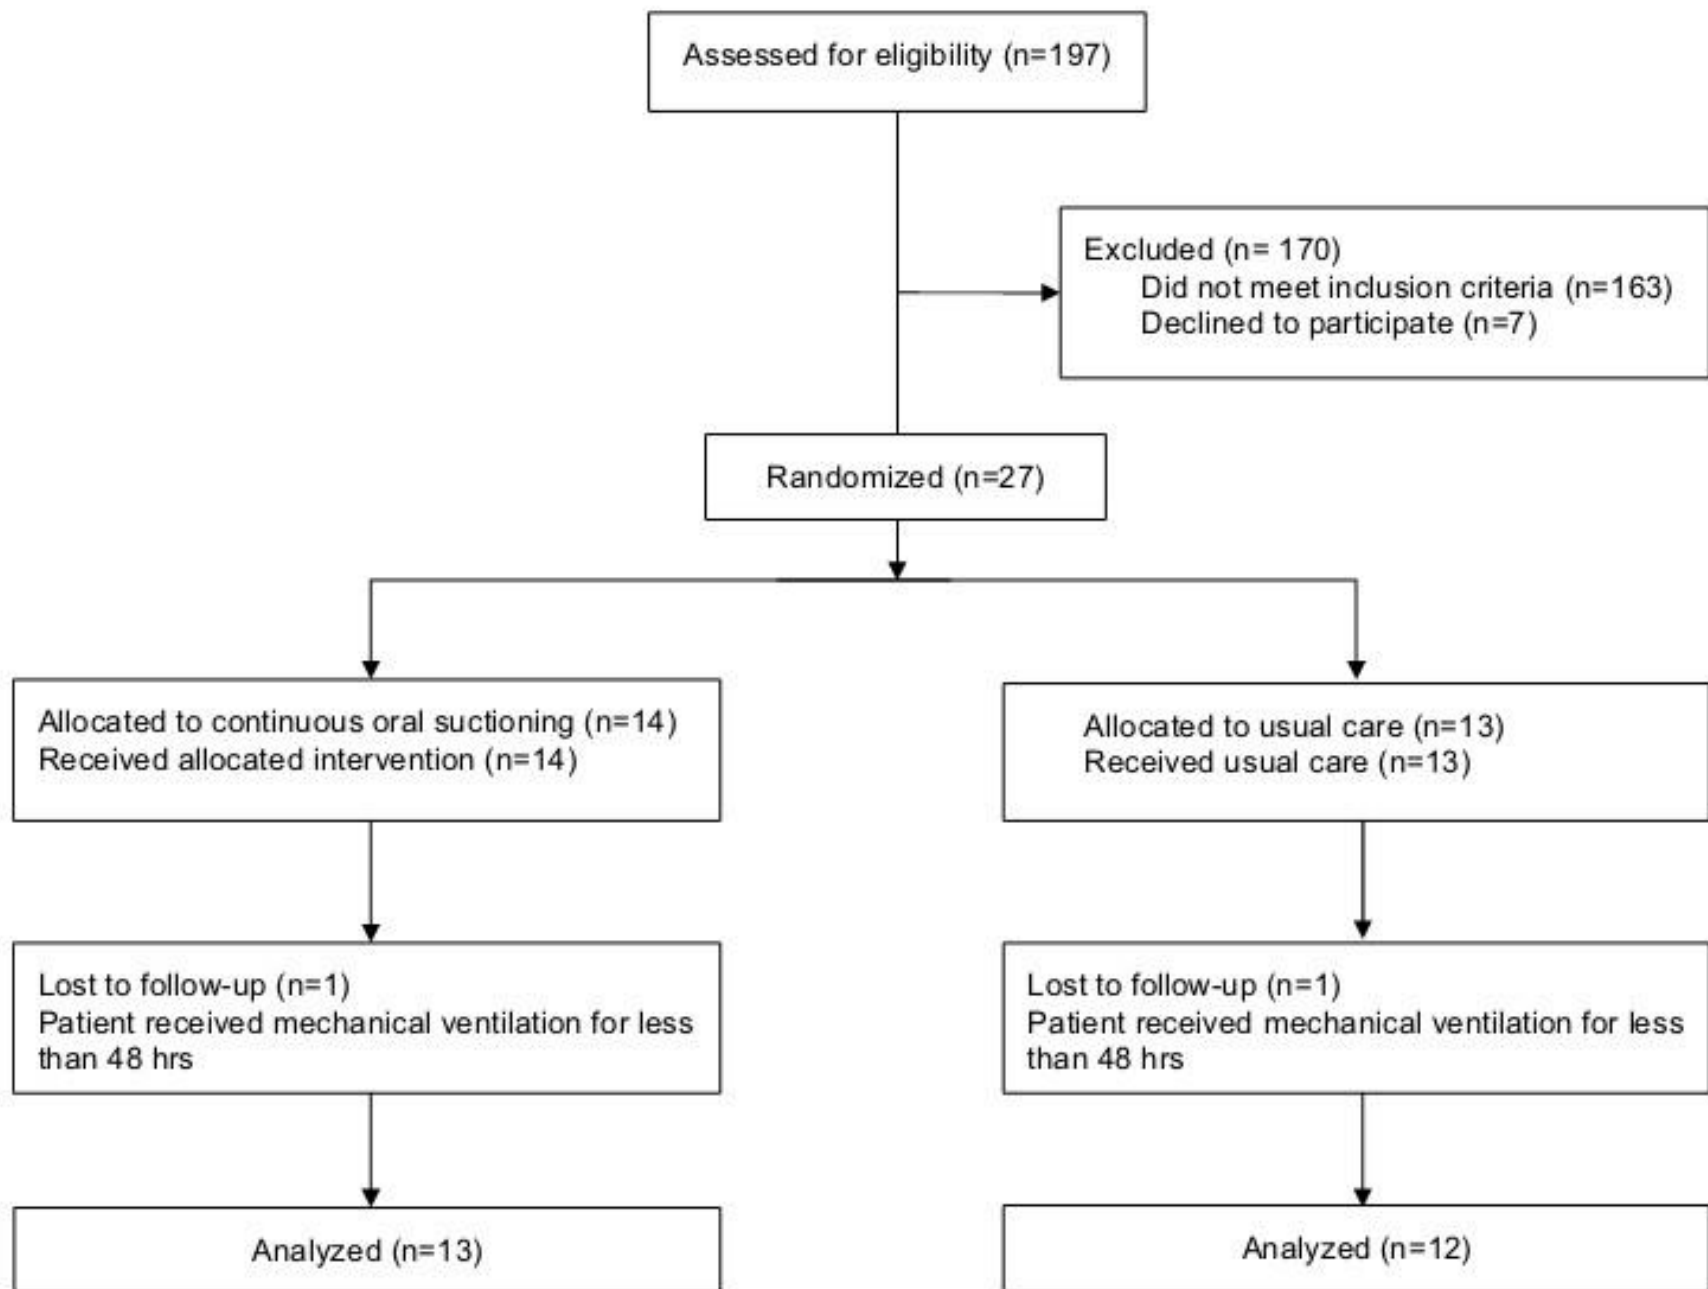 Assessed for eligibility (n=197)
Excluded (n= 170)
Did not meet inclusion criteria (n=163)
Declined to participate (n=7)
Randomized (n=27)
Allocated to continuous oral suctioning (n=14)
Received allocated intervention (n=14)
Allocated to usual care (n=13)
Received usual care (n=13)
Lost to follow-up (n=1)
Patient received mechanical ventilation for less
than 48 hrs
Lost to follow-up (n=1)
Patient received mechanical ventilation for less
than 48 hrs
Analyzed (n=13)
Analyzed (n=12)